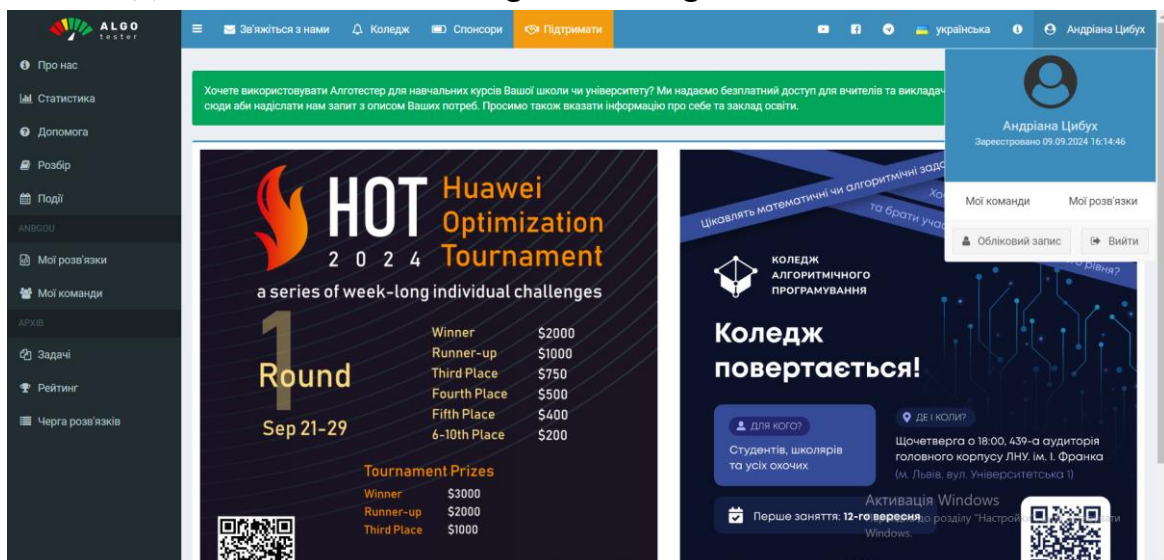 ALGO
tester
Зв'яжіться з нами
Коледж
Спонсори
Підтримати
українська
Андріана Цибух
Про нас
Статистика
Допомога
Розбір
Події
ANBGOU
Мої розв'язки
Мої команди
АРХІВ
Задачі
Рейтинг
Черга розв'язків
Хочете використовувати Алготестер для навчальних курсів Вашої школи чи університету? Ми надаємо безплатний доступ для вчителів та
сюди аби надіслати нам запит з описом Ваших потреб. Просимо також вказати інформацію про себе та заклад освіти.
Андріана Цибух
Зареєстровано 09.09.2024 16:14:46
Мої команди
Мої розв'язки
Обліковий запис
Вийти
HOT
2 0 2 4
Huawei
Optimization
Tournament
a series of week-long individual challenges
1
Round
Sep 21-29
Winner $2000
Runner-up $1000
Third Place $750
Fourth Place $500
Fifth Place $400
6-10th Place $200
Tournament Prizes
Winner $3000
Runner-up $2000
Third Place $1000
Цікавлять математичні чи алгоритмічні
та брати
рівня?
КОЛЕДЖ
АЛГОРИТМІЧНОГО
ПРОГРАМУВАННЯ
Коледж
повертається!
ДЛЯ КОГО?
Студентів, школярів
та усіх охочих
ДЕ І КОЛИ?
Щочетверга о 18:00, 439-а аудиторія
головного корпусу ЛНУ. ім. І. Франка
(м. Львів, вул. Університетська 1)
Перше заняття: 12-го вересня
Активація Windows
до розділу
Windows.